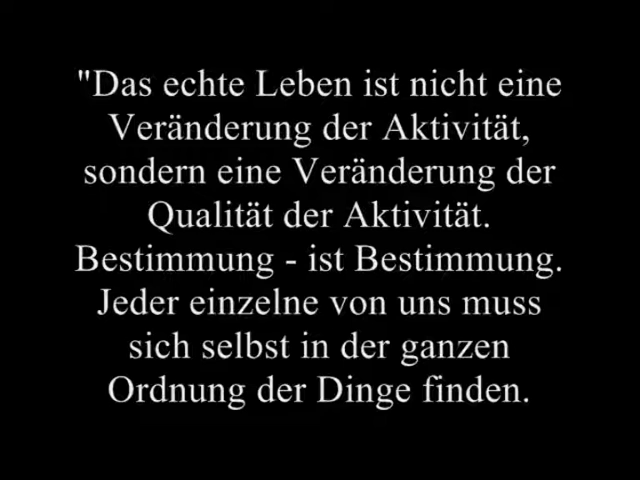 "Das echte Leben ist nicht eine
Veränderung der Aktivität,
sondern eine Veränderung der
Qualität der Aktivität.
Bestimmung - ist Bestimmung.
Jeder einzelne von uns muss
sich selbst in der ganzen
Ordnung der Dinge finden.